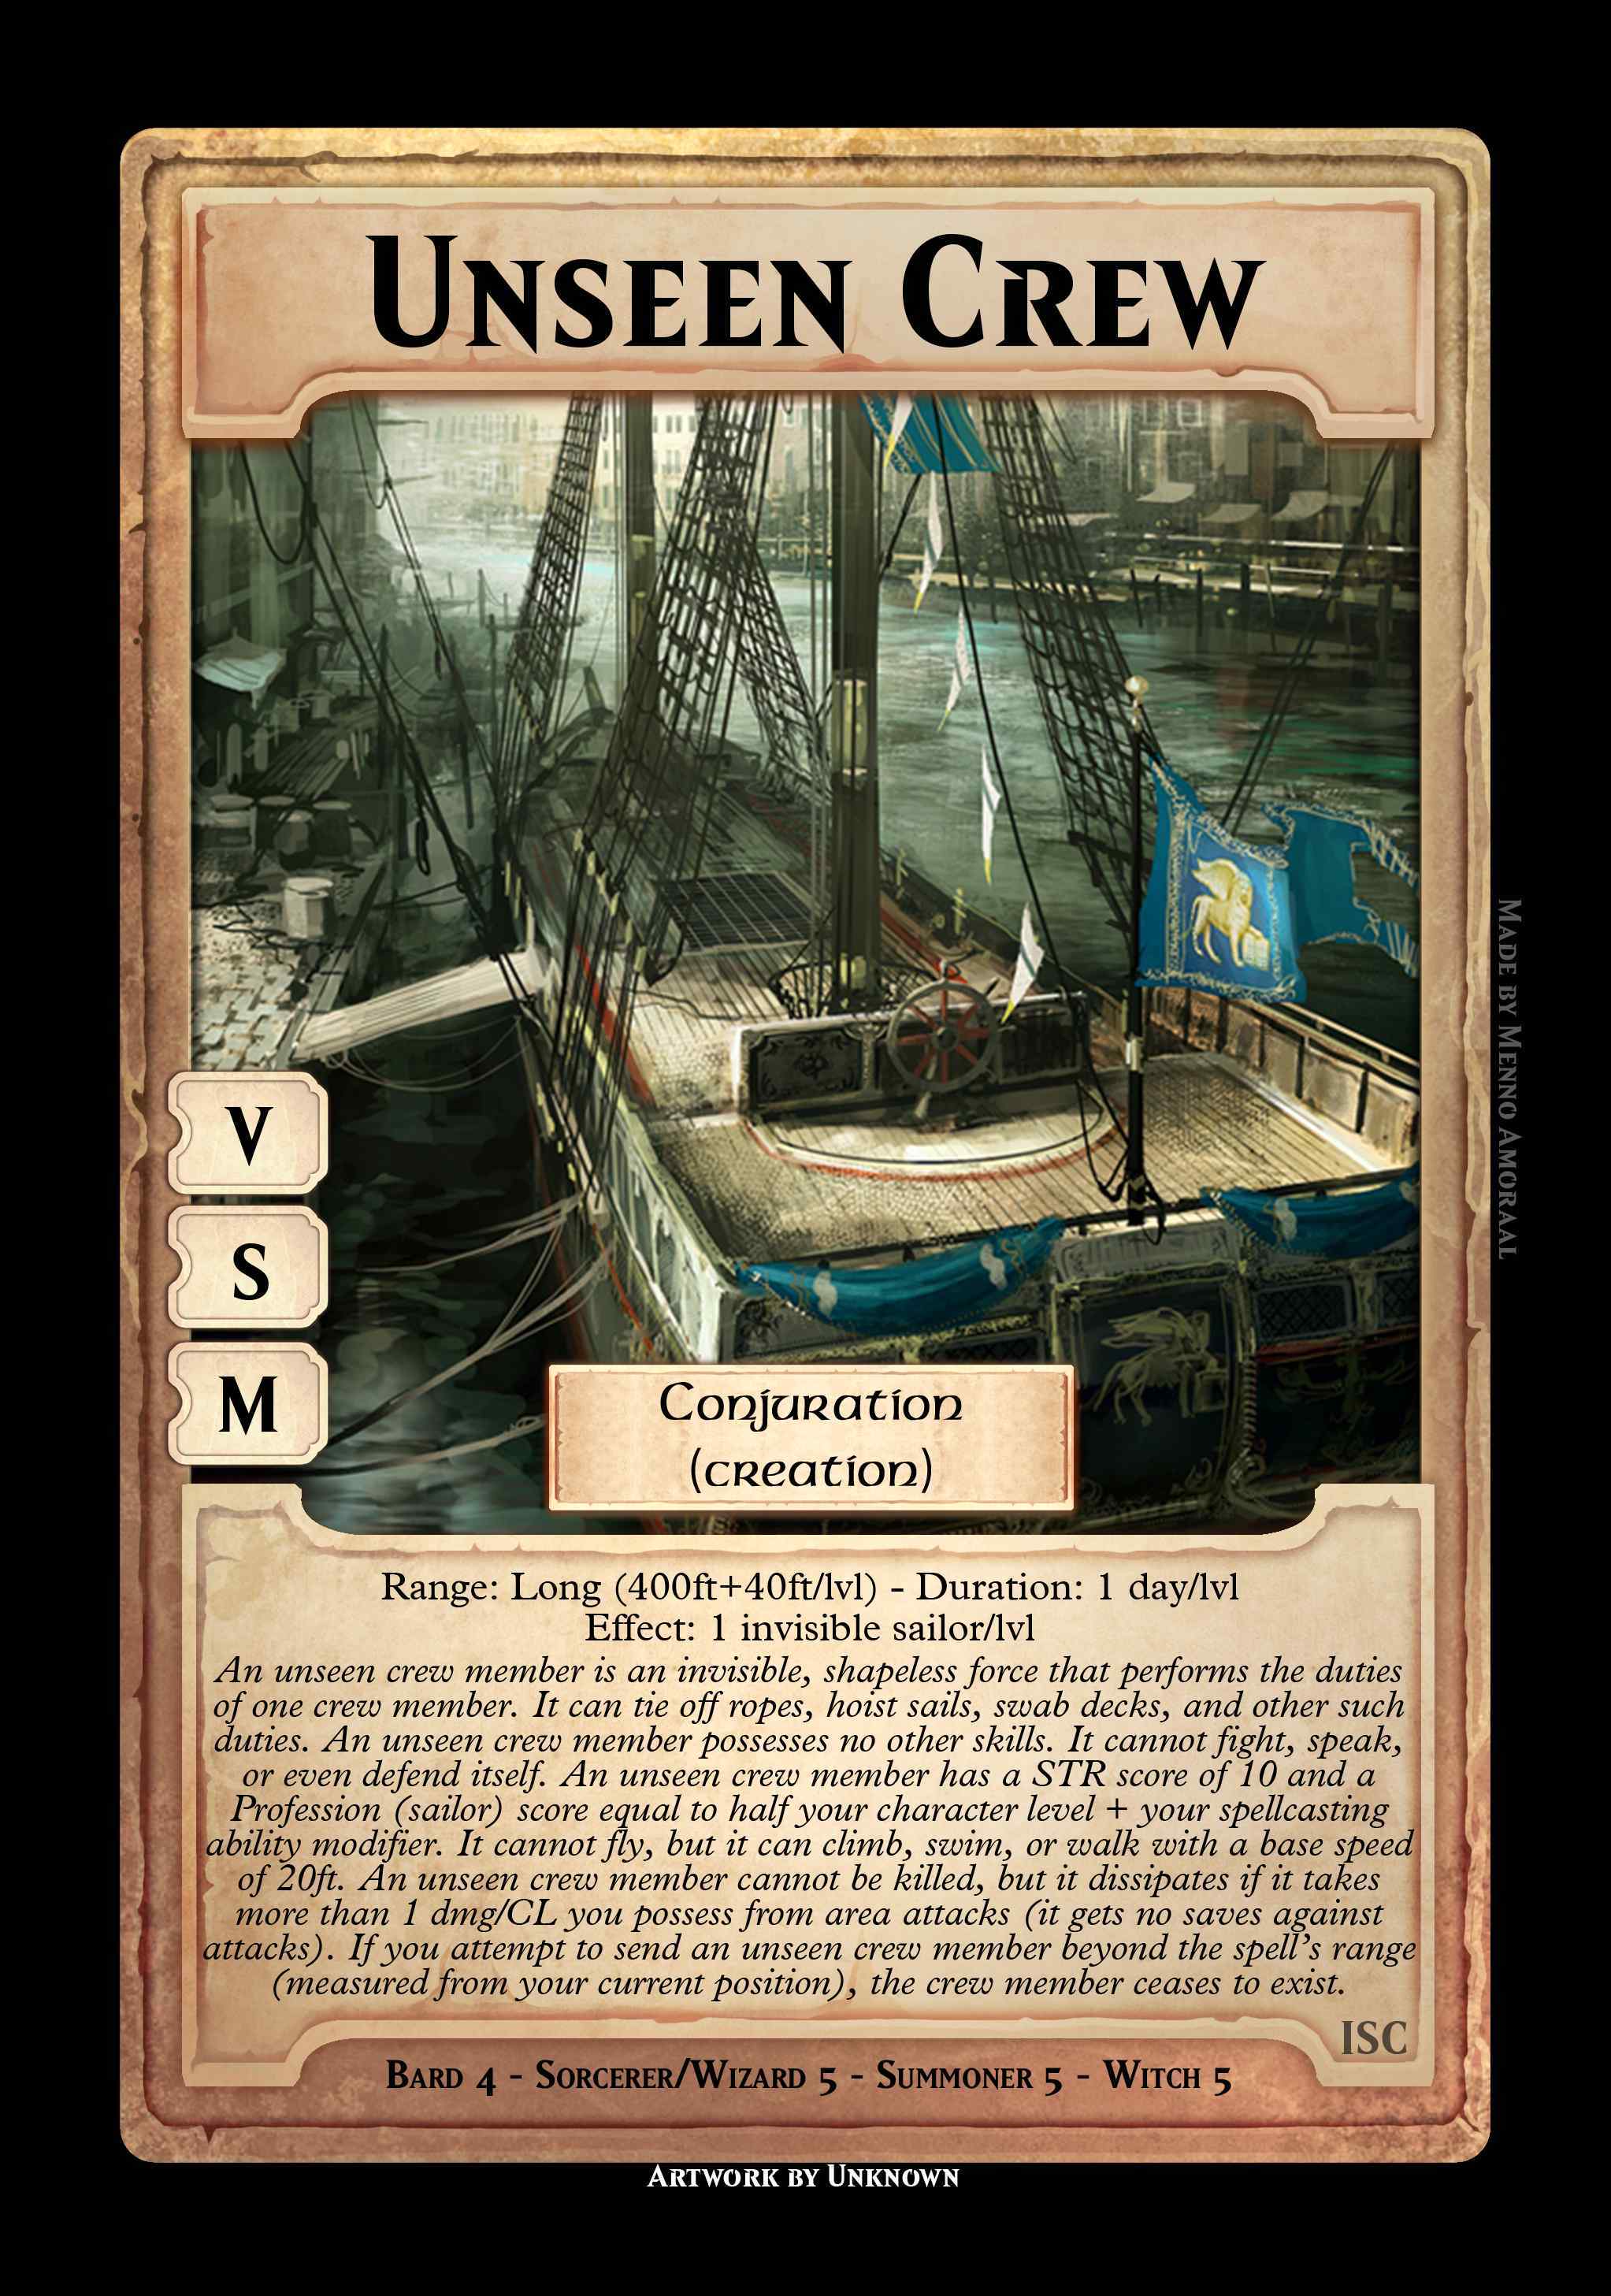 Unseen Crew
V
S
M
Conjuration
(creation)
Range: Long (400ft+40ft/lvl) - Duration: 1 day/lvl
Effect: 1 invisible sailor/lvl
An unseen crew member is an invisible, shapeless force that performs the duties
of one crew member. It can tie off ropes, hoist sails, swab decks, and other such
duties. An unseen crew member possesses no other skills. It cannot fight, speak,
or even defend itself. An unseen crew member has a STR score of 10 and a
Profession (sailor) score equal to half your character level + your spellcasting
ability modifier. It cannot fly, but it can climb, swim, or walk with a base speed
of 20ft. An unseen crew member cannot be killed, but it dissipates if it takes
more than 1 dmg/CL you possess from area attacks (it gets no saves against
attacks). If you attempt to send an unseen crew member beyond the spell's range
(measured from your current position), the crew member ceases to exist.
ISC
Bard 4 - Sorcerer/Wizard 5 - Summoner 5 - Witch 5
Artwork by Unknown
Made by Menno Amoraal